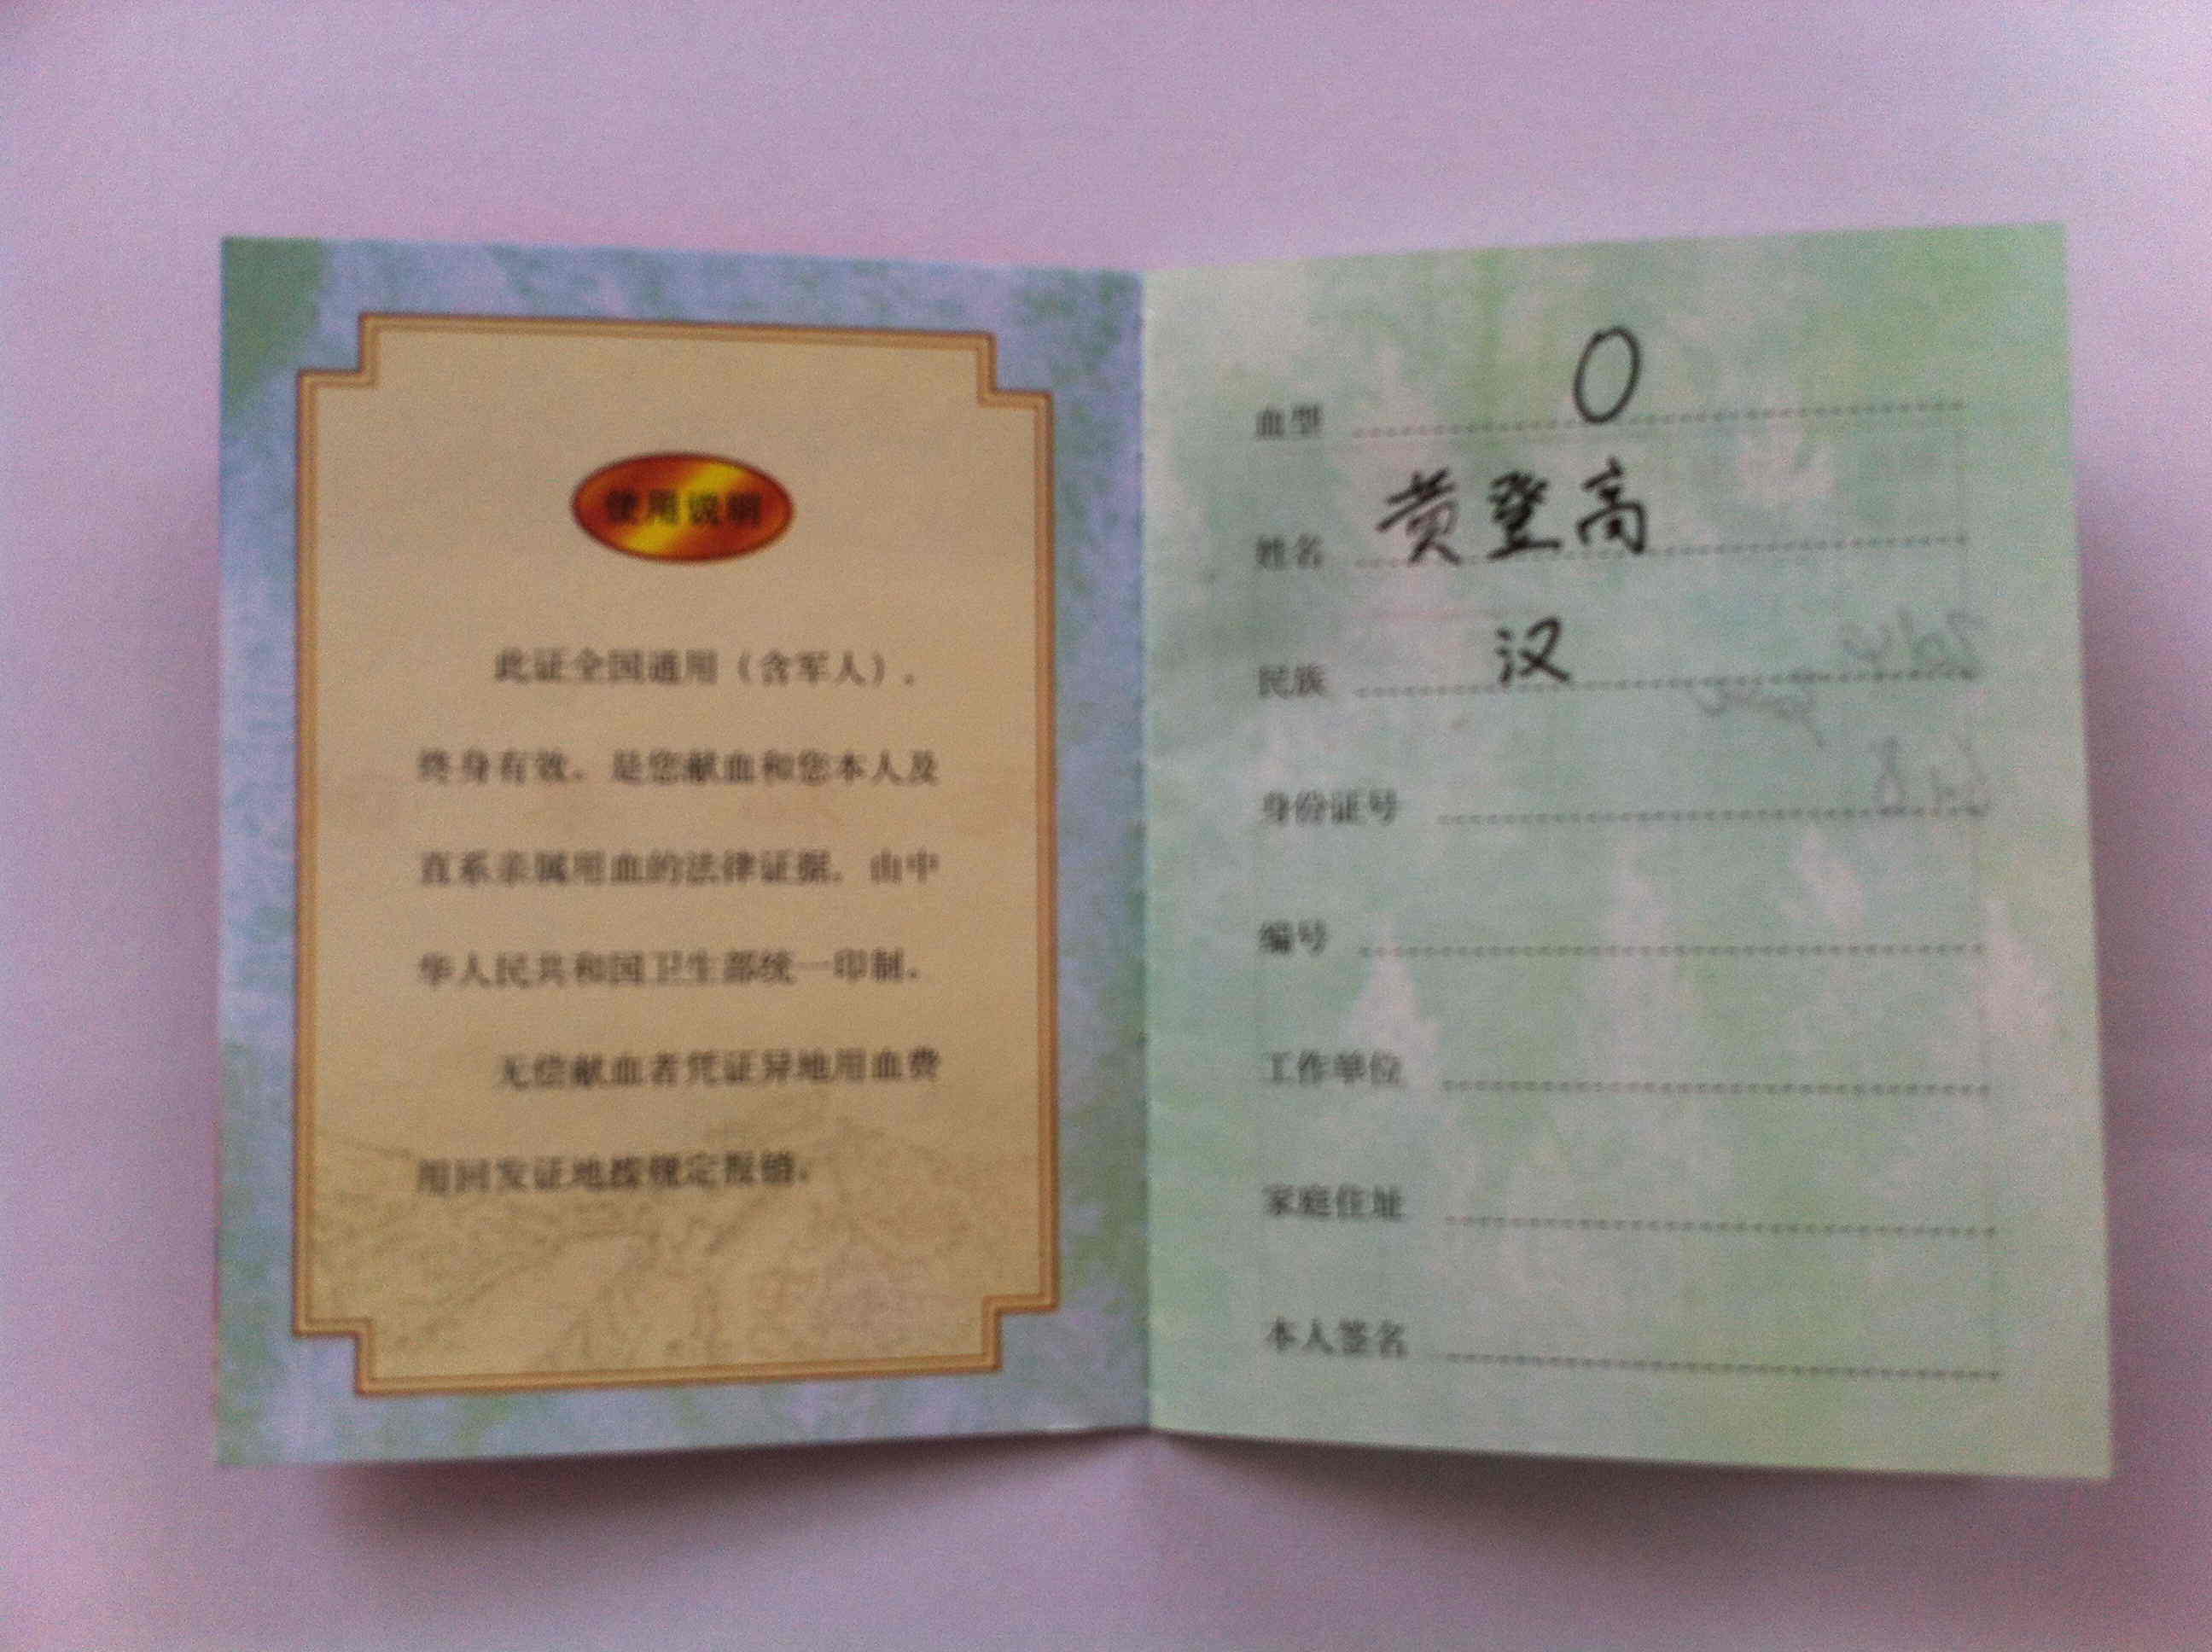 使用说明
此证全国通用（含军人），
终身有效。是您献血和您本人及
直系亲属用血的法律证据。由中
华人民共和国卫生部统一印制。
无偿献血者凭证异地用血费
用回发证地按规定报销。
血型 O
姓名 黄登高
民族 汉
身份证号
编号
工作单位
家庭住址
本人签名